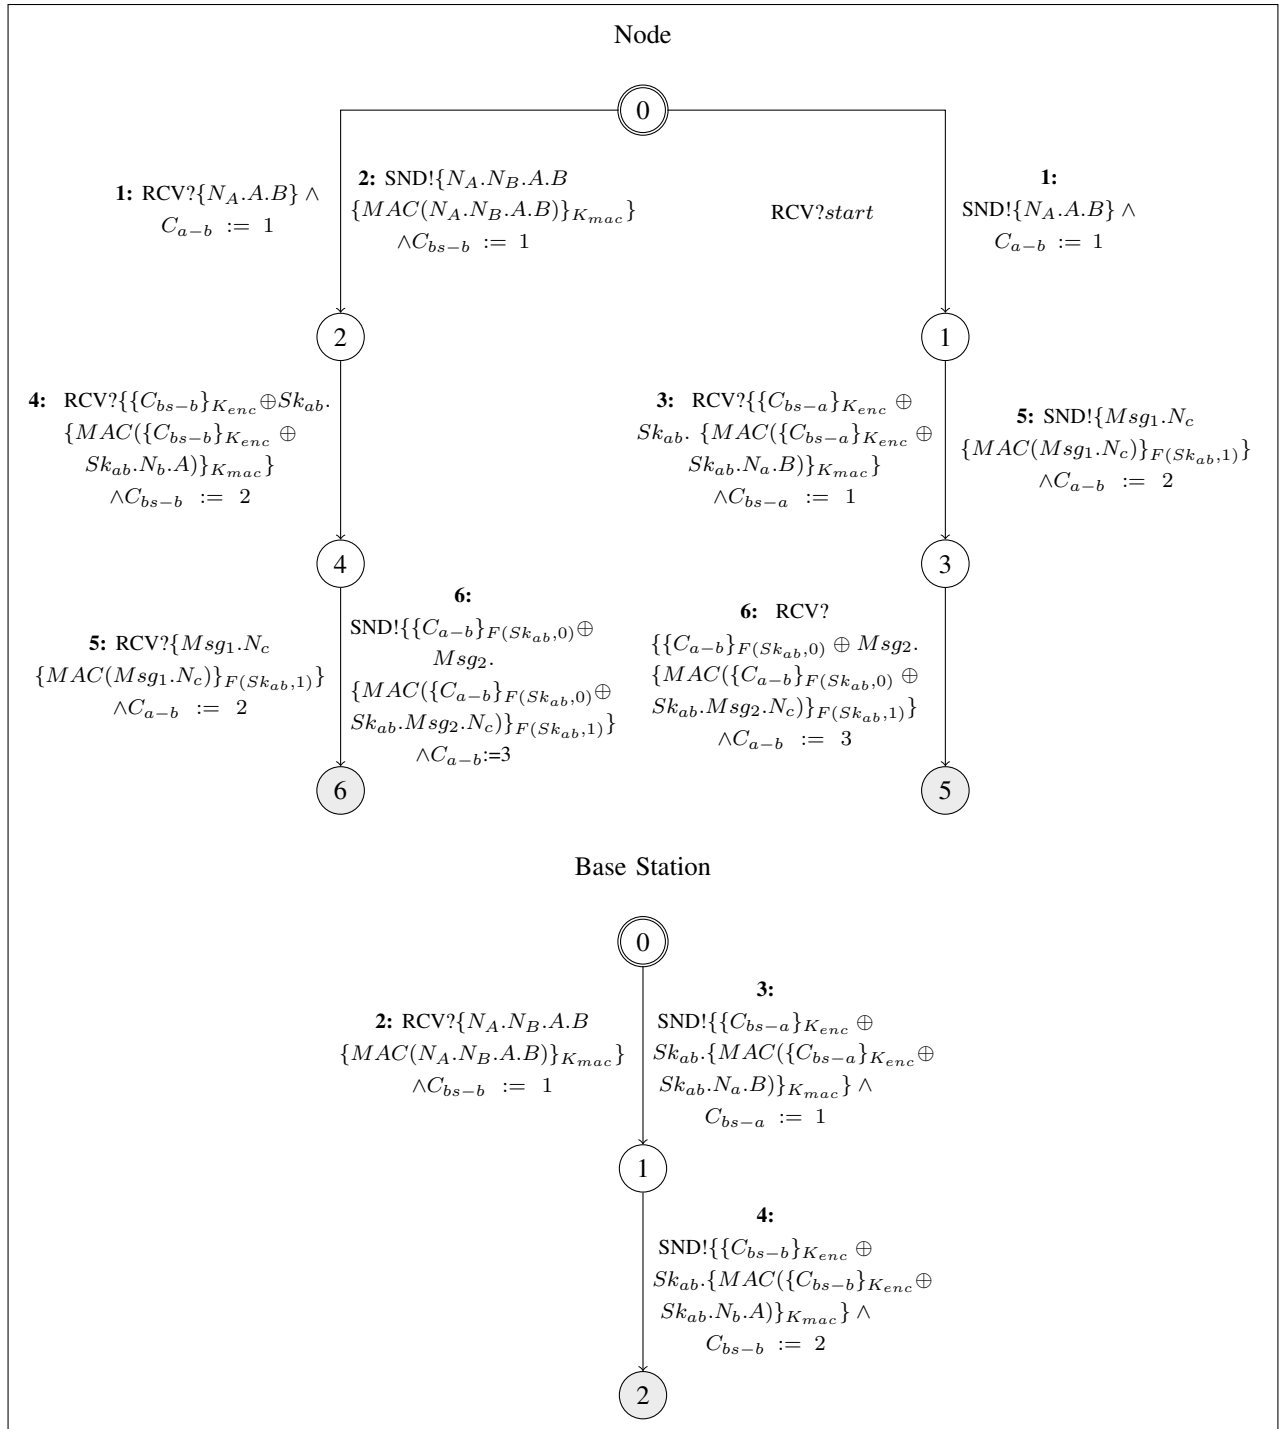 Node
0
1: RCV?{N_A.A.B} ∧
C_{a−b} := 1
2: SND!{N_A.N_B.A.B
{MAC(N_A.N_B.A.B)}_{K_{mac}}}
∧C_{bs−b} := 1
RCV?start
1:
SND!{N_A.A.B} ∧
C_{a−b} := 1
2
1
4: RCV?{{C_{bs−b}}_{K_{enc}}⊕Sk_{ab}.
{MAC({C_{bs−b}}_{K_{enc}} ⊕
Sk_{ab}.N_b.A)}_{K_{mac}}}
∧C_{bs−b} := 2
3: RCV?{{C_{bs−a}}_{K_{enc}} ⊕
Sk_{ab}. {MAC({C_{bs−a}}_{K_{enc}} ⊕
Sk_{ab}.N_a.B)}_{K_{mac}}}
∧C_{bs−a} := 1
5: SND!{Msg_1.N_c
{MAC(Msg_1.N_c)}_{F(Sk_{ab},1)}}
∧C_{a−b} := 2
4
3
5: RCV?{Msg_1.N_c
{MAC(Msg_1.N_c)}_{F(Sk_{ab},1)}}
∧C_{a−b} := 2
6:
SND!{{C_{a−b}}_{F(Sk_{ab},0)}⊕
Msg_2.
{MAC({C_{a−b}}_{F(Sk_{ab},0)}⊕
Sk_{ab}.Msg_2.N_c)}_{F(Sk_{ab},1)}}
∧C_{a−b}:=3
6: RCV?
{{C_{a−b}}_{F(Sk_{ab},0)} ⊕ Msg_2.
{MAC({C_{a−b}}_{F(Sk_{ab},0)} ⊕
Sk_{ab}.Msg_2.N_c)}_{F(Sk_{ab},1)}}
∧C_{a−b} := 3
6
5
Base Station
0
2: RCV?{N_A.N_B.A.B
{MAC(N_A.N_B.A.B)}_{K_{mac}}}
∧C_{bs−b} := 1
3:
SND!{{C_{bs−a}}_{K_{enc}} ⊕
Sk_{ab}.{MAC({C_{bs−a}}_{K_{enc}}⊕
Sk_{ab}.N_a.B)}_{K_{mac}}} ∧
C_{bs−a} := 1
1
4:
SND!{{C_{bs−b}}_{K_{enc}} ⊕
Sk_{ab}.{MAC({C_{bs−b}}_{K_{enc}}⊕
Sk_{ab}.N_b.A)}_{K_{mac}}} ∧
C_{bs−b} := 2
2